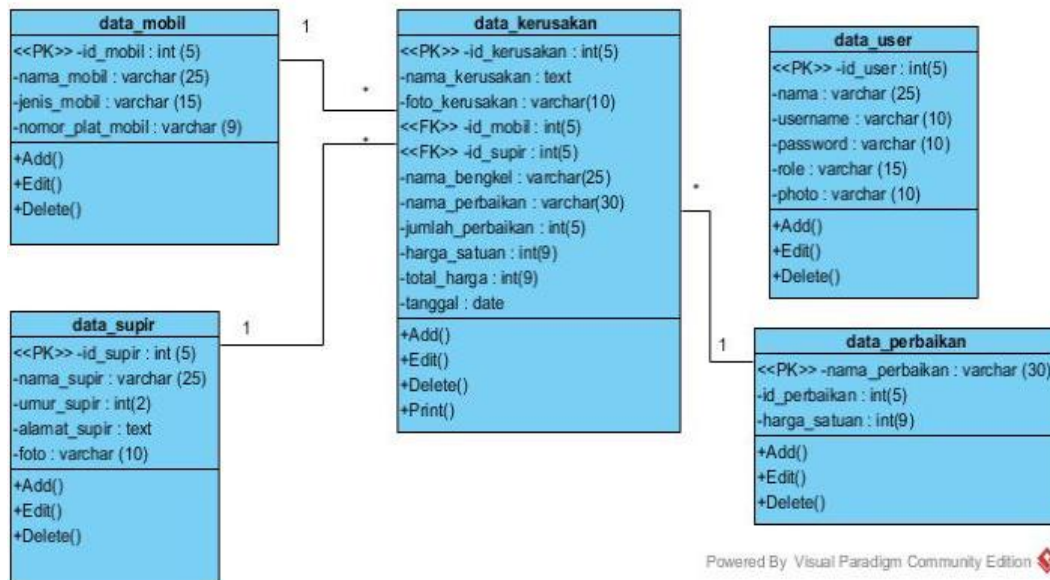 data_mobil
<<PK>> -id_mobil : int (5)
-nama_mobil : varchar (25)
-jenis_mobil : varchar (15)
-nomor_plat_mobil : varchar (9)
+Add()
+Edit()
+Delete()
1
*
data_kerusakan
<<PK>> -id_kerusakan : int(5)
-nama_kerusakan : text
-foto_kerusakan : varchar(10)
<<FK>> -id_mobil : int(5)
<<FK>> -id_supir : int(5)
-nama_bengkel : varchar(25)
-nama_perbaikan : varchar(30)
-jumlah_perbaikan : int(5)
-harga_satuan : int(9)
-total_harga : int(9)
-tanggal : date
+Add()
+Edit()
+Delete()
+Print()
data_user
<<PK>> -id_user : int(5)
-nama : varchar (25)
-username : varchar (10)
-password : varchar (10)
-role : varchar (15)
-photo : varchar (10)
+Add()
+Edit()
+Delete()
*
1
*
1
data_supir
<<PK>> -id_supir : int (5)
-nama_supir : varchar (25)
-umur_supir : int(2)
-alamat_supir : text
-foto : varchar (10)
+Add()
+Edit()
+Delete()
data_perbaikan
<<PK>> -nama_perbaikan : varchar (30)
-id_perbaikan : int(5)
-harga_satuan : int(9)
+Add()
+Edit()
+Delete()
Powered By Visual Paradigm Community Edition